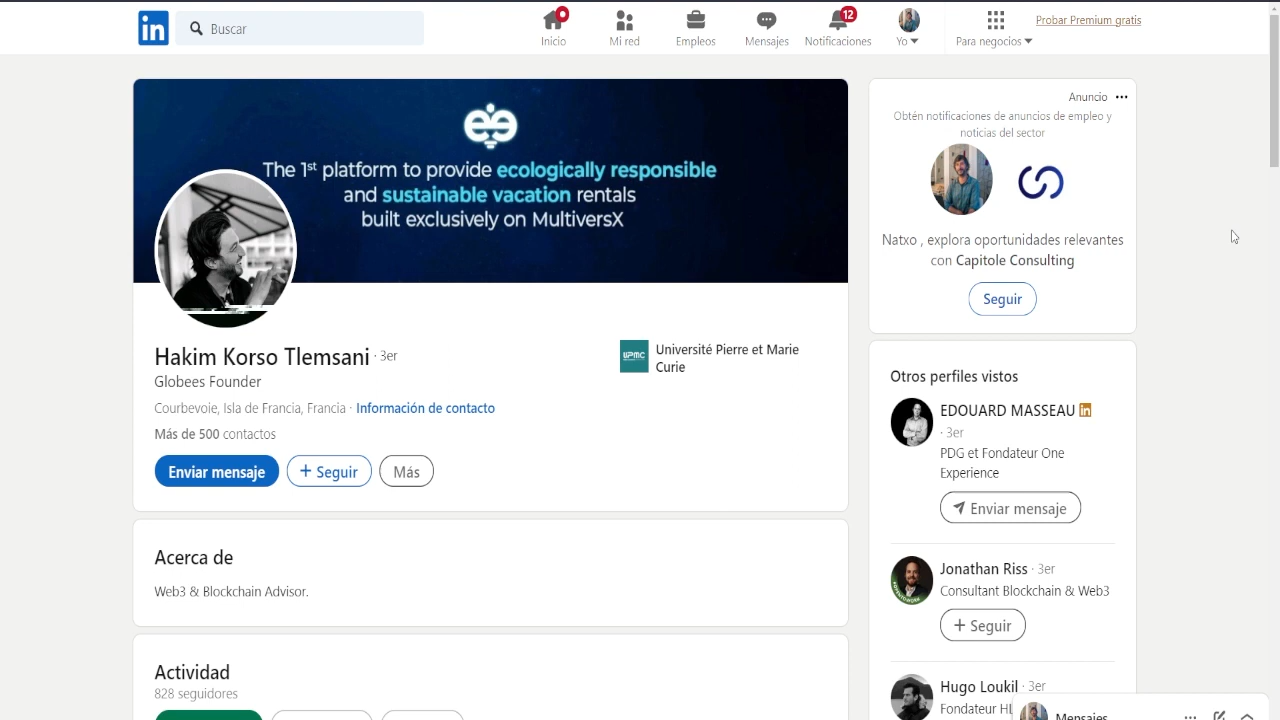 in
Buscar
Inicio
Mi red
Empleos
Mensajes
12
Notificaciones
Yo
Para negocios
Probar Premium gratis
The 1st platform to provide ecologically responsible
and sustainable vacation rentals
built exclusively on MultiversX
Hakim Korso Tlemsani · 3er
Globees Founder
Courbevoie, Isla de Francia, Francia · Información de contacto
Más de 500 contactos
Enviar mensaje
+ Seguir
Más
UPMC
Université Pierre et Marie
Curie
Acerca de
Web3 & Blockchain Advisor.
Actividad
828 seguidores
Anuncio
Obtén notificaciones de anuncios de empleo y
noticias del sector
Natxo , explora oportunidades relevantes
con Capitole Consulting
Seguir
Otros perfiles vistos
EDOUARD MASSEAU in
· 3er
PDG et Fondateur One
Experience
Enviar mensaje
Jonathan Riss · 3er
Consultant Blockchain & Web3
+ Seguir
Hugo Loukil · 3er
Fondateur HL
Mensajes